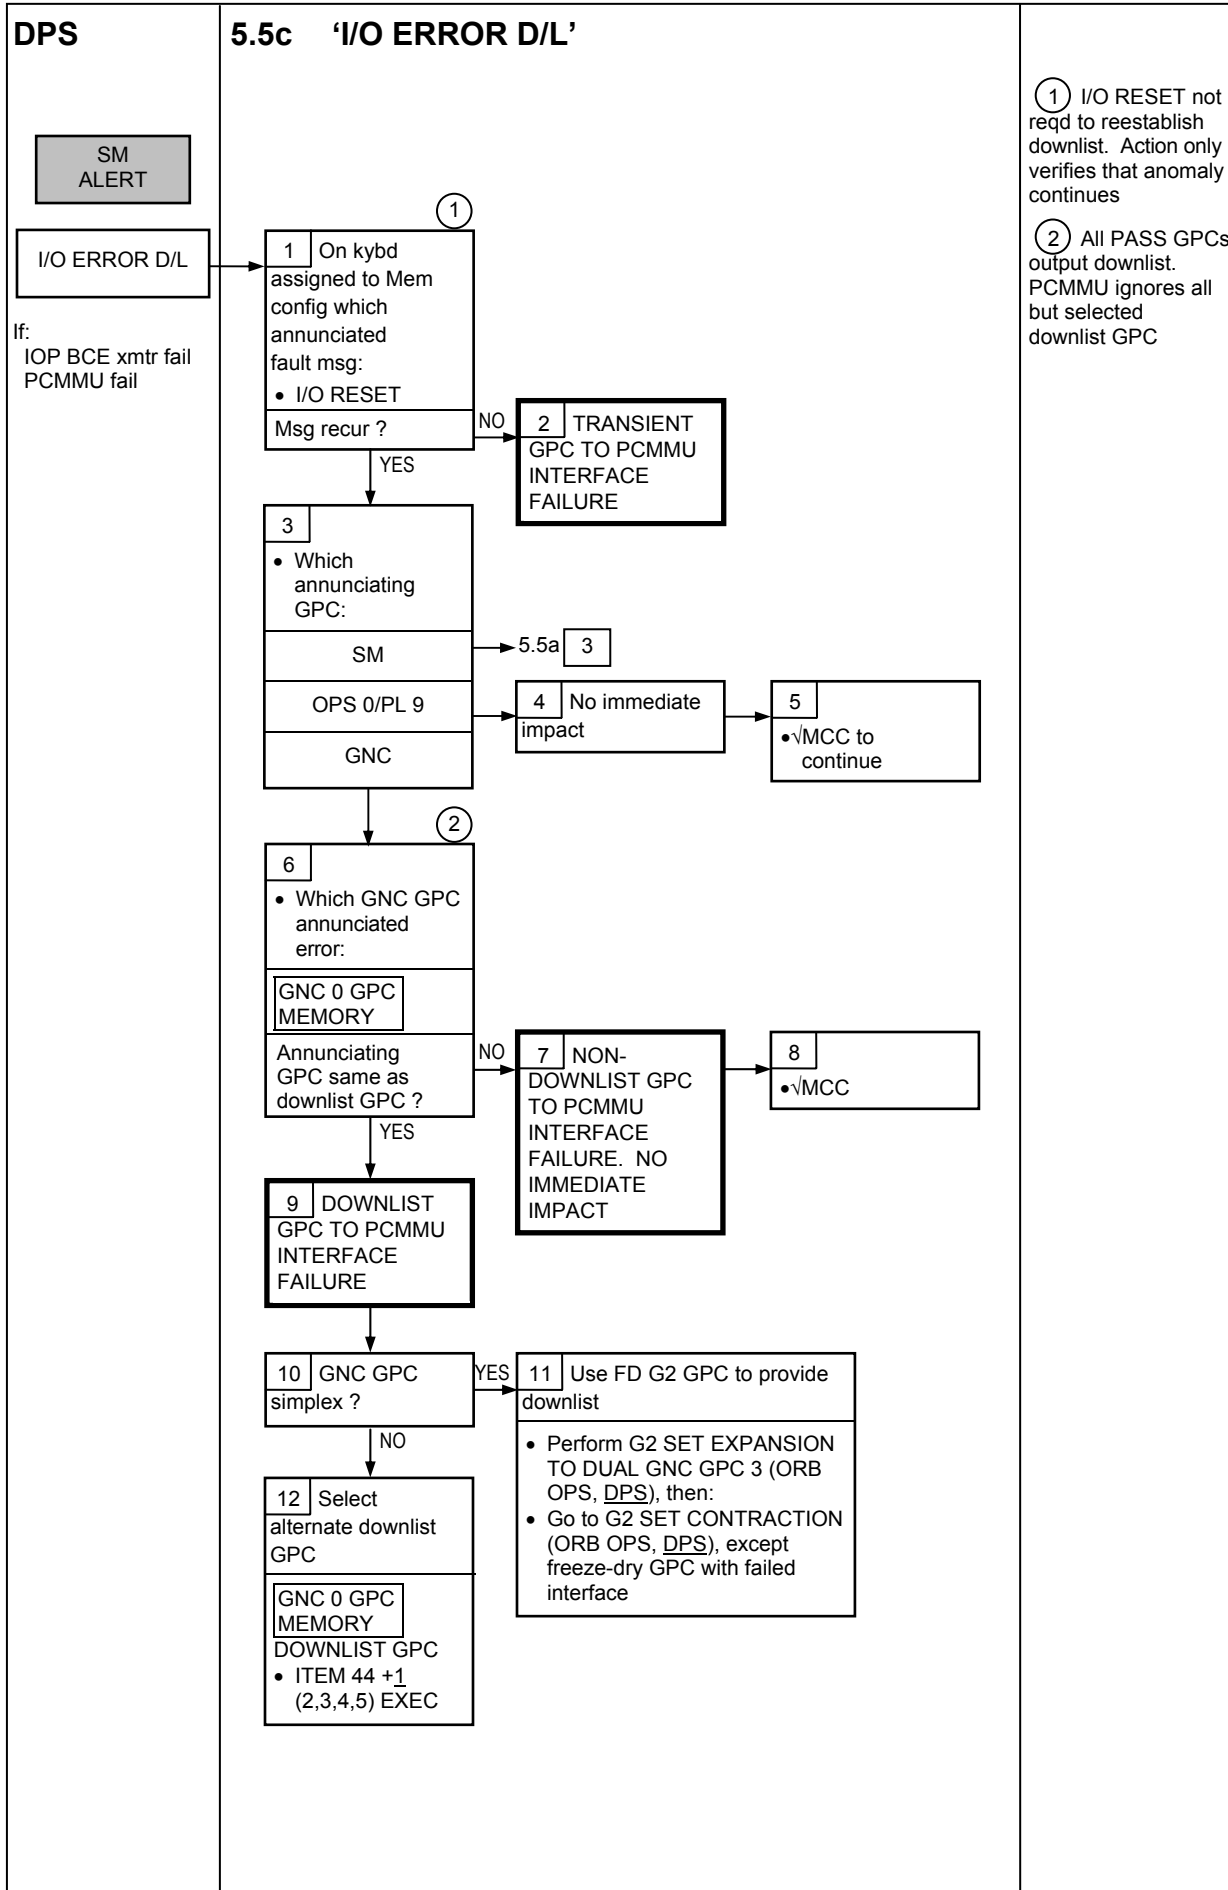 DPS
5.5c 'I/O ERROR D/L'
SM
ALERT
I/O ERROR D/L
If:
IOP BCE xmtr fail
PCMMU fail
1
1 On kybd
assigned to Mem
config which
annunciated
fault msg:
• I/O RESET
Msg recur ?
NO
YES
2 TRANSIENT
GPC TO PCMMU
INTERFACE
FAILURE
3
• Which
annunciating
GPC:
SM
5.5a 3
OPS 0/PL 9
4 No immediate
impact
5
•√MCC to
continue
GNC
2
6
• Which GNC GPC
annunciated
error:
GNC 0 GPC
MEMORY
Annunciating
GPC same as
downlist GPC ?
NO
YES
7 NON-
DOWNLIST GPC
TO PCMMU
INTERFACE
FAILURE. NO
IMMEDIATE
IMPACT
8
•√MCC
9 DOWNLIST
GPC TO PCMMU
INTERFACE
FAILURE
10 GNC GPC
simplex ?
YES
NO
11 Use FD G2 GPC to provide
downlist
• Perform G2 SET EXPANSION
TO DUAL GNC GPC 3 (ORB
OPS, DPS), then:
• Go to G2 SET CONTRACTION
(ORB OPS, DPS), except
freeze-dry GPC with failed
interface
12 Select
alternate downlist
GPC
GNC 0 GPC
MEMORY
DOWNLIST GPC
• ITEM 44 +1
(2,3,4,5) EXEC
1 I/O RESET not
reqd to reestablish
downlist. Action only
verifies that anomaly
continues
2 All PASS GPCs
output downlist.
PCMMU ignores all
but selected
downlist GPC